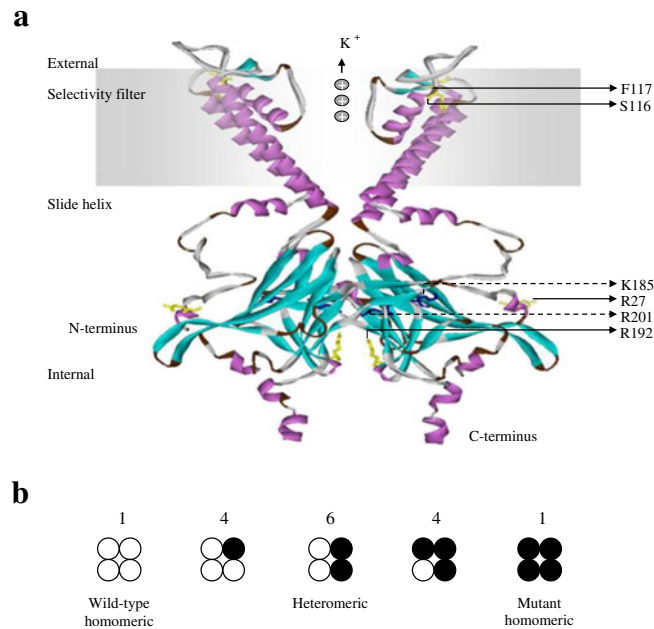 a
K+
External
Selectivity filter
F117
S116
Slide helix
K185
R27
R201
R192
N-terminus
Internal
C-terminus
b
1 4 6 4 1
Wild-type Heteromeric Mutant
homomeric homomeric